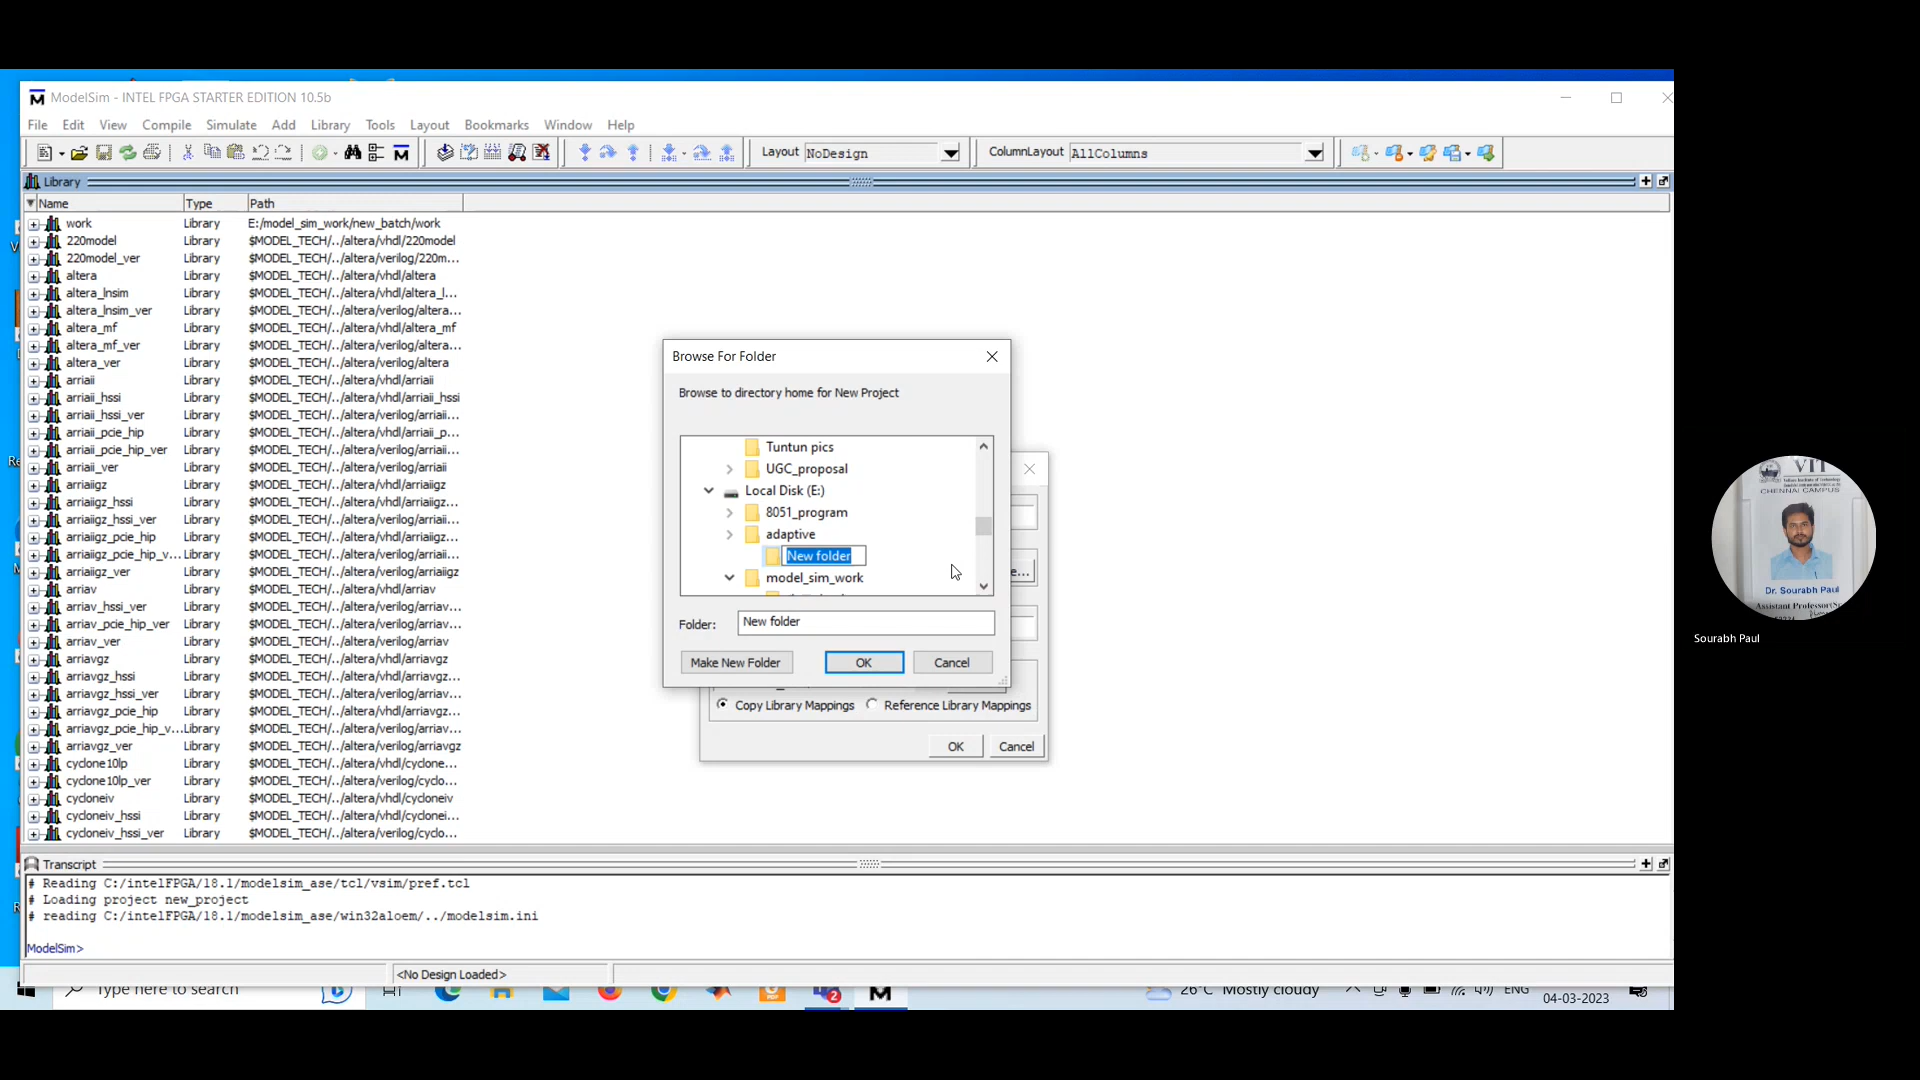 ModelSim - INTEL FPGA STARTER EDITION 10.5b
File Edit View Compile Simulate Add Library Tools Layout Bookmarks Window Help
Layout NoDesign ColumnLayout AllColumns
Library
Name Type Path
work Library E:/model_sim_work/new_batch/work
220model Library $MODEL_TECH/../altera/vhdl/220model
220model_ver Library $MODEL_TECH/../altera/verilog/220m...
altera Library $MODEL_TECH/../altera/vhdl/altera
altera_lnsim Library $MODEL_TECH/../altera/vhdl/altera_l...
altera_lnsim_ver Library $MODEL_TECH/../altera/verilog/altera...
altera_mf Library $MODEL_TECH/../altera/vhdl/altera_mf
altera_mf_ver Library $MODEL_TECH/../altera/verilog/altera...
altera_ver Library $MODEL_TECH/../altera/verilog/altera
arriaii Library $MODEL_TECH/../altera/vhdl/arriaii
arriaii_hssi Library $MODEL_TECH/../altera/vhdl/arriaii_hssi
arriaii_hssi_ver Library $MODEL_TECH/../altera/verilog/arriaii...
arriaii_pcie_hip Library $MODEL_TECH/../altera/vhdl/arriaii_p...
arriaii_pcie_hip_ver Library $MODEL_TECH/../altera/verilog/arriaii...
arriaii_ver Library $MODEL_TECH/../altera/verilog/arriaii
arriaiigz Library $MODEL_TECH/../altera/vhdl/arriaiigz
arriaiigz_hssi Library $MODEL_TECH/../altera/vhdl/arriaiigz...
arriaiigz_hssi_ver Library $MODEL_TECH/../altera/verilog/arriaii...
arriaiigz_pcie_hip Library $MODEL_TECH/../altera/vhdl/arriaiigz...
arriaiigz_pcie_hip_v... Library $MODEL_TECH/../altera/verilog/arriaii...
arriaiigz_ver Library $MODEL_TECH/../altera/verilog/arriaiigz
arriav Library $MODEL_TECH/../altera/vhdl/arriav
arriav_hssi_ver Library $MODEL_TECH/../altera/verilog/arriav...
arriav_pcie_hip_ver Library $MODEL_TECH/../altera/verilog/arriav...
arriav_ver Library $MODEL_TECH/../altera/verilog/arriav
arriavgz Library $MODEL_TECH/../altera/vhdl/arriavgz
arriavgz_hssi Library $MODEL_TECH/../altera/vhdl/arriavgz...
arriavgz_hssi_ver Library $MODEL_TECH/../altera/verilog/arriav...
arriavgz_pcie_hip Library $MODEL_TECH/../altera/vhdl/arriavgz...
arriavgz_pcie_hip_v... Library $MODEL_TECH/../altera/verilog/arriav...
arriavgz_ver Library $MODEL_TECH/../altera/verilog/arriavgz
cyclone10lp Library $MODEL_TECH/../altera/vhdl/cyclone...
cyclone10lp_ver Library $MODEL_TECH/../altera/verilog/cyclo...
cycloneiv Library $MODEL_TECH/../altera/vhdl/cycloneiv
cycloneiv_hssi Library $MODEL_TECH/../altera/vhdl/cyclonei...
cycloneiv_hssi_ver Library $MODEL_TECH/../altera/verilog/cyclo...
Browse For Folder
Browse to directory home for New Project
Tuntun pics
UGC_proposal
Local Disk (E:)
8051_program
adaptive
New folder
model_sim_work
Folder: New folder
Make New Folder OK Cancel
e...
Copy Library Mappings Reference Library Mappings
OK Cancel
Transcript
# Reading C:/intelFPGA/18.1/modelsim_ase/tcl/vsim/pref.tcl
# Loading project new_project
# reading C:/intelFPGA/18.1/modelsim_ase/win32aloem/../modelsim.ini
ModelSim>
<No Design Loaded>
Type here to search
2
26°C Mostly cloudy
ENG
04-03-2023
VIT
CHENNAI CAMPUS
Dr. Sourabh Paul
Assistant Professor(S
Sourabh Paul